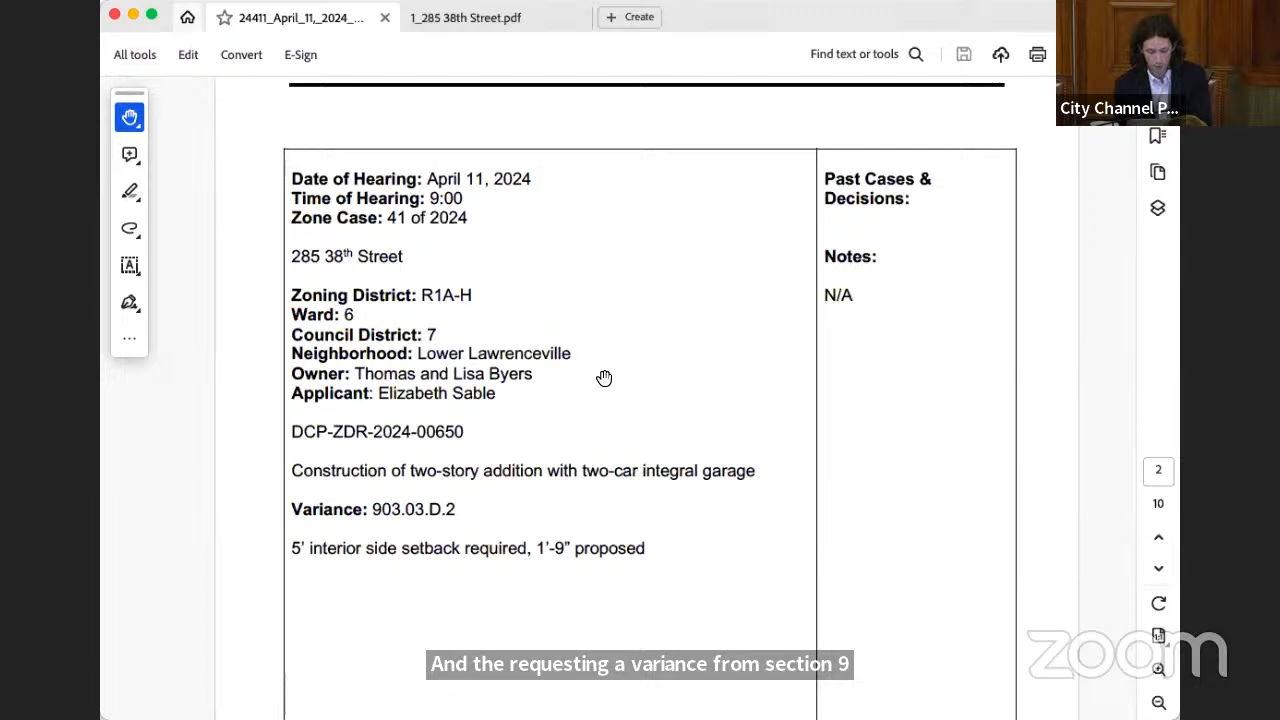 24411_April_11,_2024_...
1_285 38th Street.pdf
Create
All tools
Edit
Convert
E-Sign
Find text or tools
City Channel P...
Date of Hearing: April 11, 2024
Time of Hearing: 9:00
Zone Case: 41 of 2024
285 38th Street
Zoning District: R1A-H
Ward: 6
Council District: 7
Neighborhood: Lower Lawrenceville
Owner: Thomas and Lisa Byers
Applicant: Elizabeth Sable
DCP-ZDR-2024-00650
Construction of two-story addition with two-car integral garage
Variance: 903.03.D.2
5’ interior side setback required, 1’-9” proposed
Past Cases &
Decisions:
Notes:
N/A
2
10
And the requesting a variance from section 9
zoom